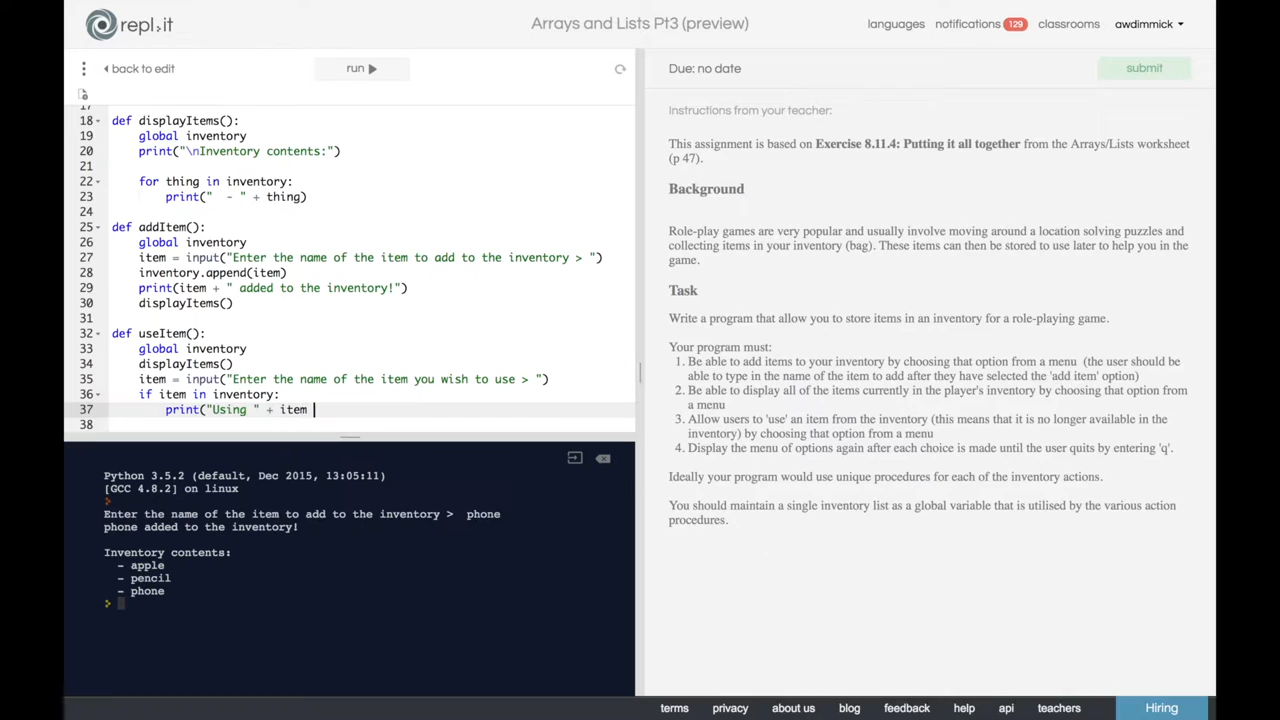 repl.it
Arrays and Lists Pt3 (preview)
languages notifications 129 classrooms awdimmick
back to edit
run
17
18 def displayItems():
19 global inventory
20 print("\nInventory contents:")
21
22 for thing in inventory:
23 print("  - " + thing)
24
25 def addItem():
26 global inventory
27 item = input("Enter the name of the item to add to the inventory > ")
28 inventory.append(item)
29 print(item + " added to the inventory!")
30 displayItems()
31
32 def useItem():
33 global inventory
34 displayItems()
35 item = input("Enter the name of the item you wish to use > ")
36 if item in inventory:
37 print("Using " + item
38
Python 3.5.2 (default, Dec 2015, 13:05:11)
[GCC 4.8.2] on linux
Enter the name of the item to add to the inventory >  phone
phone added to the inventory!
Inventory contents:
- apple
- pencil
- phone
Due: no date
submit
Instructions from your teacher:
This assignment is based on Exercise 8.11.4: Putting it all together from the Arrays/Lists worksheet
(p 47).
Background
Role-play games are very popular and usually involve moving around a location solving puzzles and
collecting items in your inventory (bag). These items can then be stored to use later to help you in the
game.
Task
Write a program that allow you to store items in an inventory for a role-playing game.
Your program must:
1. Be able to add items to your inventory by choosing that option from a menu (the user should be
able to type in the name of the item to add after they have selected the 'add item' option)
2. Be able to display all of the items currently in the player's inventory by choosing that option from
a menu
3. Allow users to 'use' an item from the inventory (this means that it is no longer available in the
inventory) by choosing that option from a menu
4. Display the menu of options again after each choice is made until the user quits by entering 'q'.
Ideally your program would use unique procedures for each of the inventory actions.
You should maintain a single inventory list as a global variable that is utilised by the various action
procedures.
terms privacy about us blog feedback help api teachers Hiring